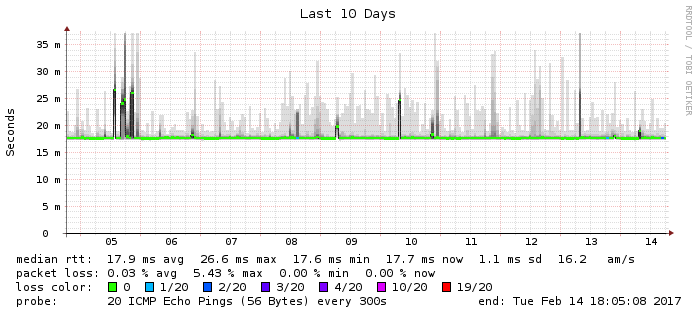 Last 10 Days
RRDTOOL / TOBI OETIKER
Seconds
35 m
30 m
25 m
20 m
15 m
10 m
5 m
0
05 06 07 08 09 10 11 12 13 14
median rtt: 17.9 ms avg 26.6 ms max 17.6 ms min 17.7 ms now 1.1 ms sd 16.2 am/s
packet loss: 0.03 % avg 5.43 % max 0.00 % min 0.00 % now
loss color: 0 1/20 2/20 3/20 4/20 10/20 19/20
probe: 20 ICMP Echo Pings (56 Bytes) every 300s end: Tue Feb 14 18:05:08 2017